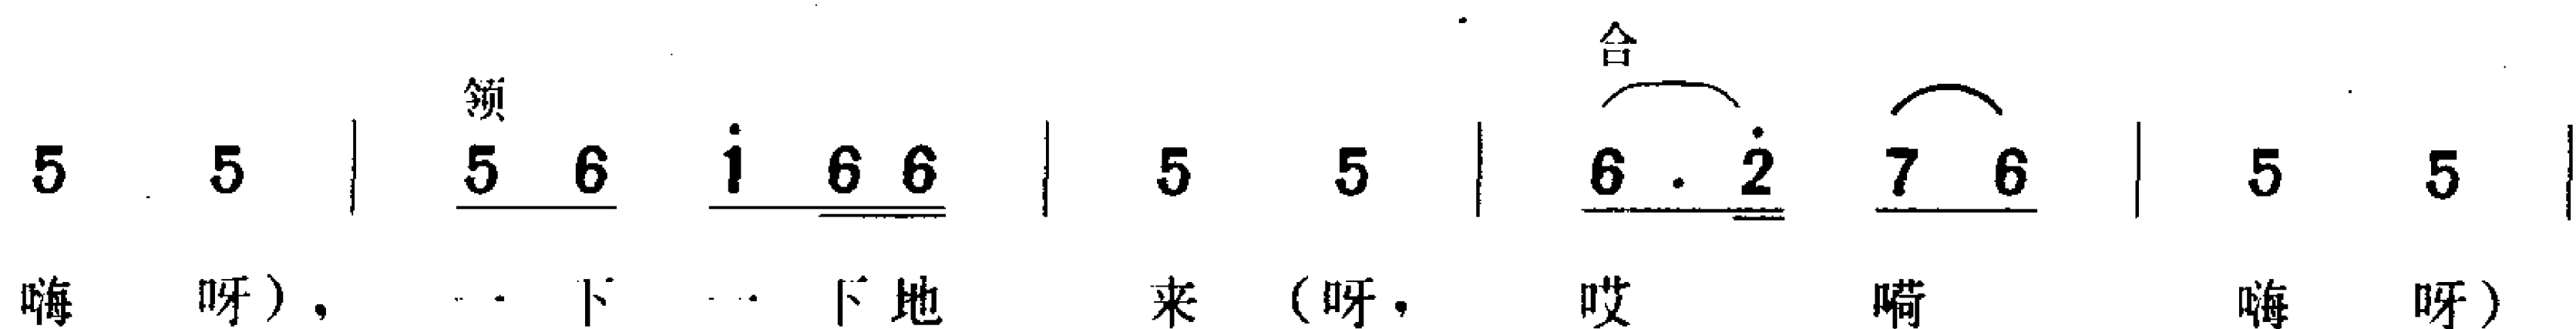 合
领
5 5 | 5 6 i 6 6 | 5 5 | 6 . 2̇ 7 6 | 5 5 |
嗨 呀）， 一 下 一 下 地 来 （呀， 哎 嗬 嗨 呀）